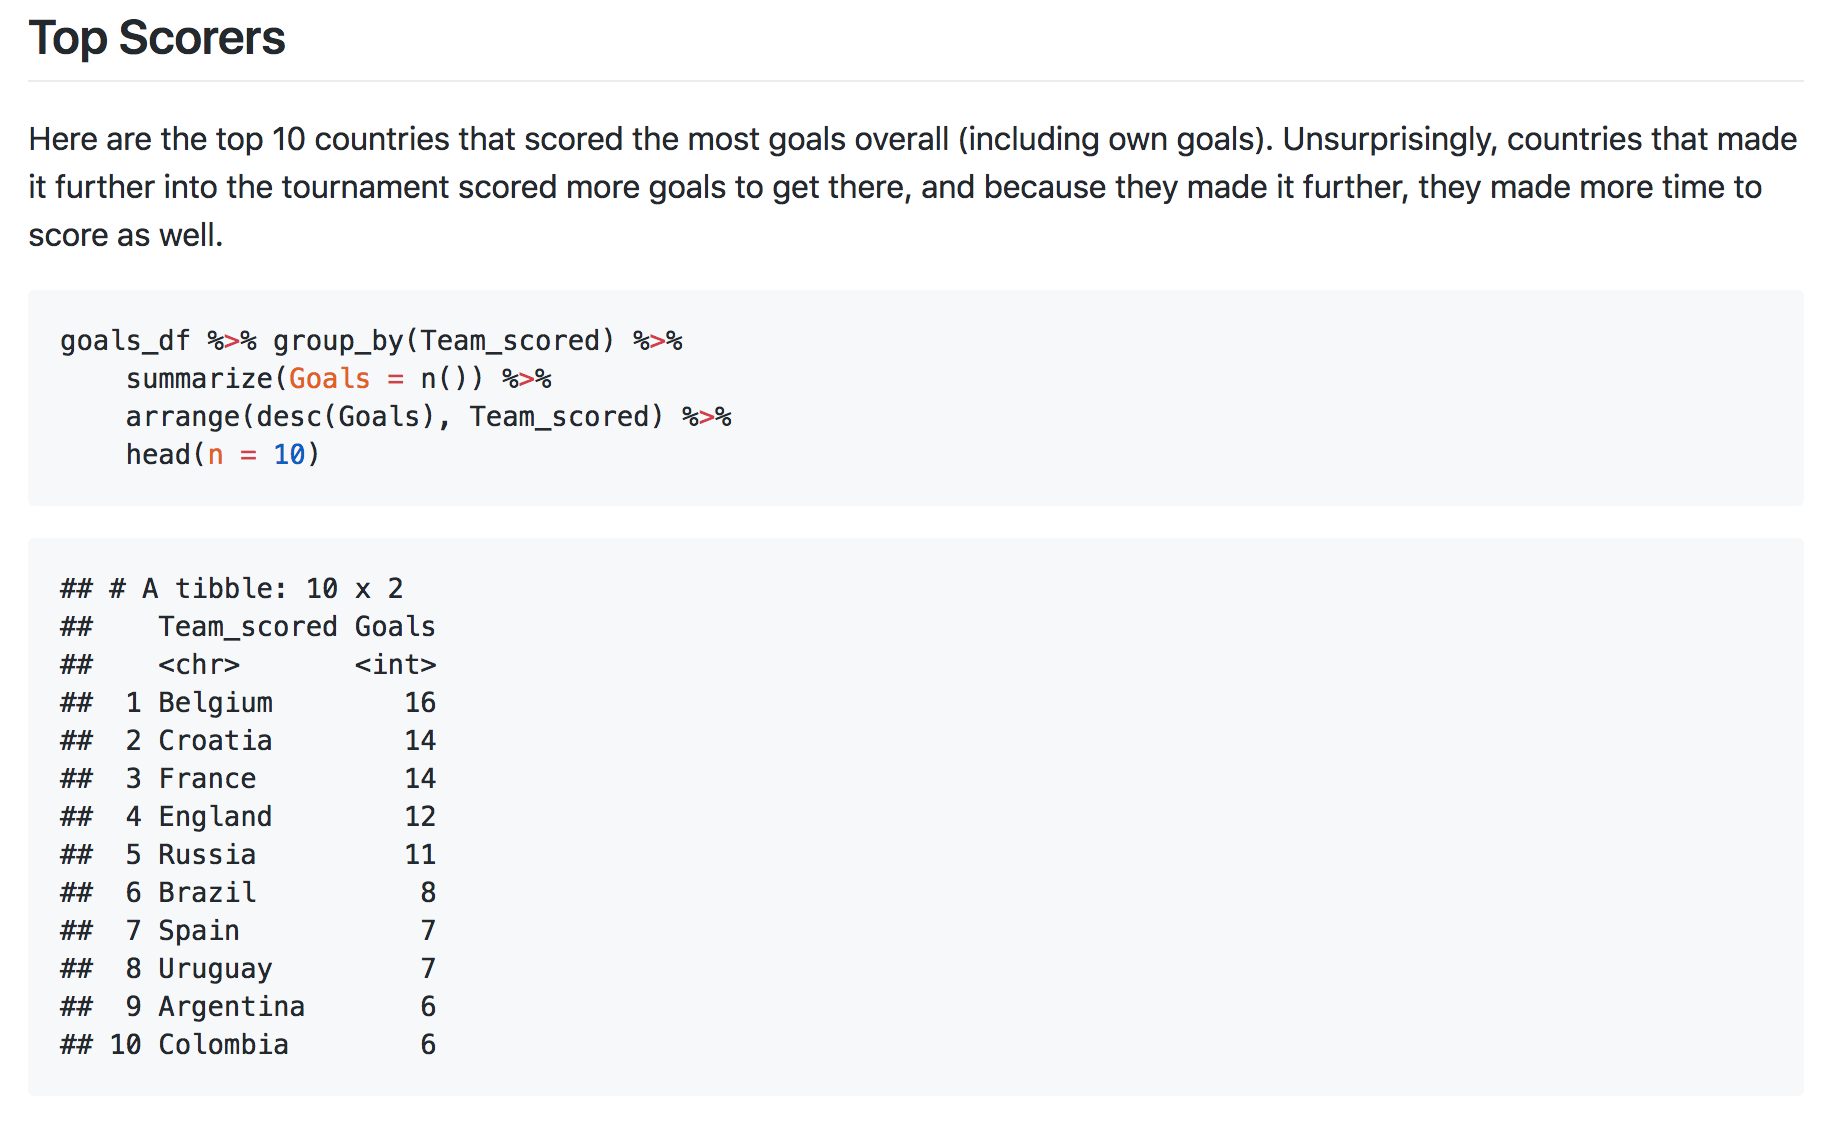 Top Scorers
Here are the top 10 countries that scored the most goals overall (including own goals). Unsurprisingly, countries that made
it further into the tournament scored more goals to get there, and because they made it further, they made more time to
score as well.
goals_df %>% group_by(Team_scored) %>%
    summarize(Goals = n()) %>%
    arrange(desc(Goals), Team_scored) %>%
    head(n = 10)
## # A tibble: 10 x 2
##    Team_scored Goals
##    <chr>       <int>
##  1 Belgium        16
##  2 Croatia        14
##  3 France         14
##  4 England        12
##  5 Russia         11
##  6 Brazil          8
##  7 Spain           7
##  8 Uruguay         7
##  9 Argentina       6
## 10 Colombia        6